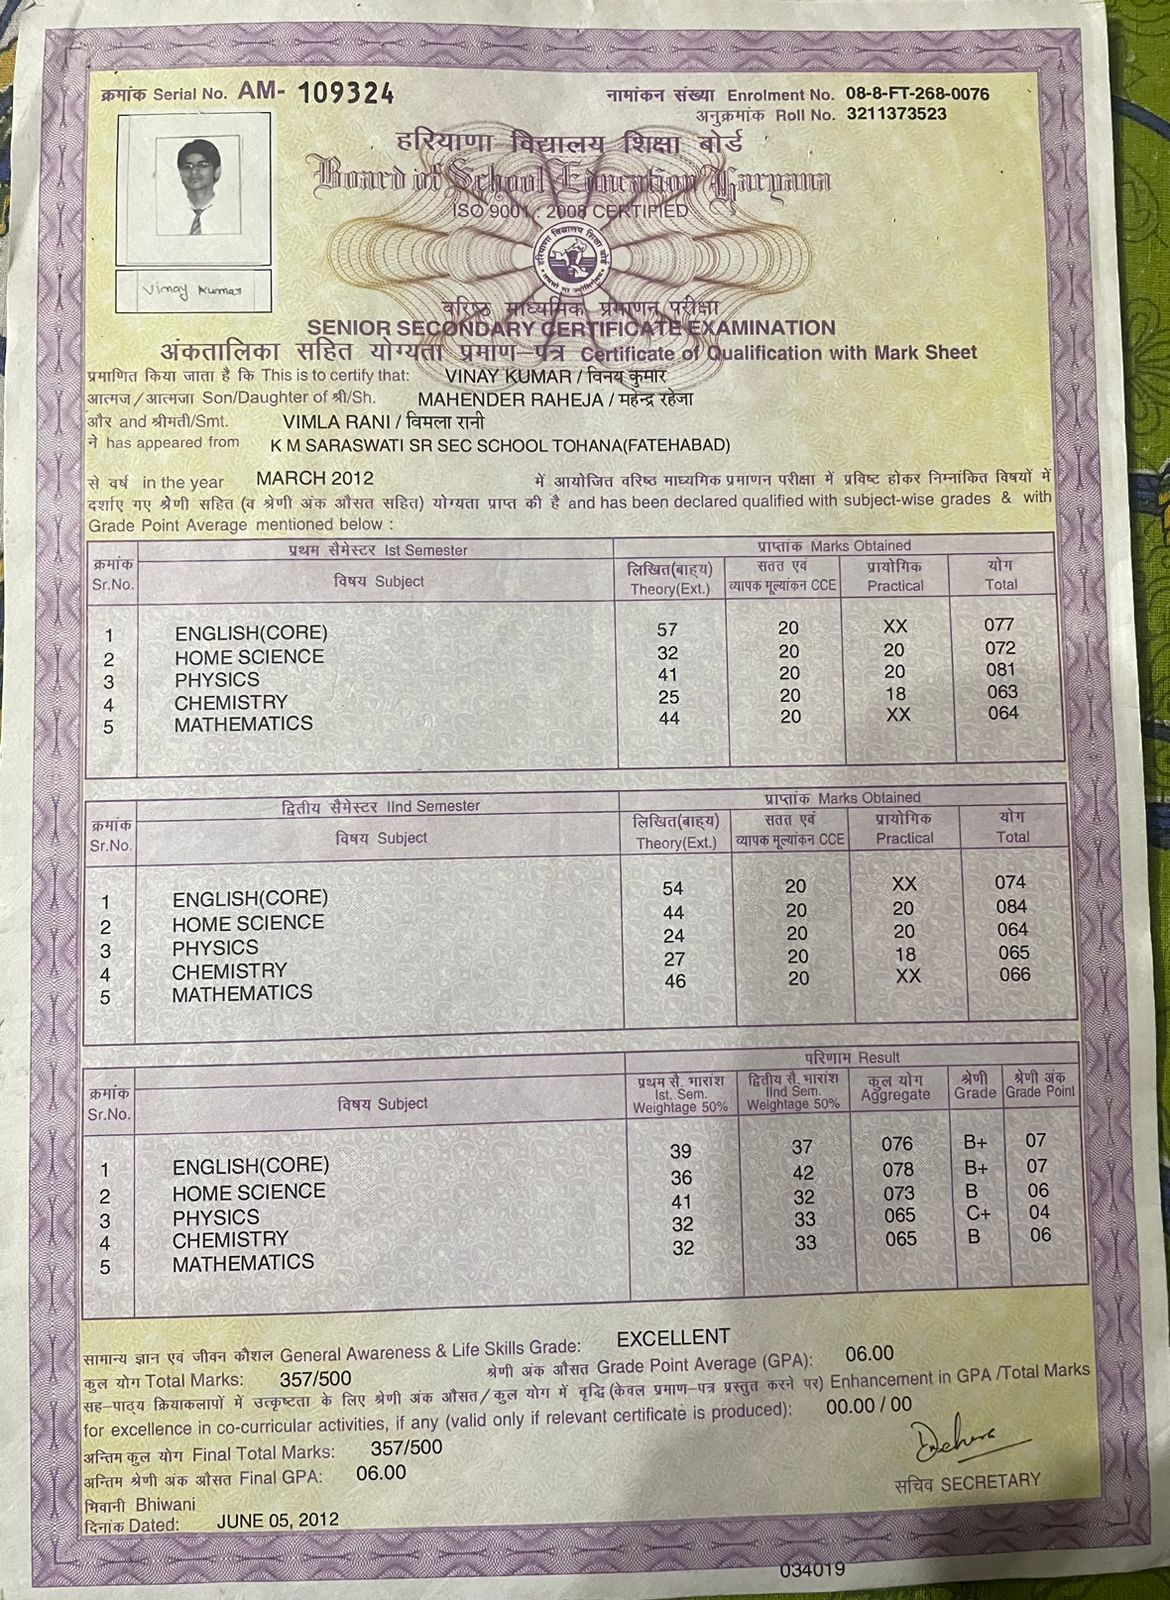 क्रमांक Serial No. AM- 109324
नामांकन संख्या Enrolment No. 08-8-FT-268-0076
अनुक्रमांक Roll No. 3211373523
हरियाणा विद्यालय शिक्षा बोर्ड
Board of School Education Haryana
ISO 9001 : 2008 CERTIFIED
Vinay Kumar
वरिष्ठ माध्यमिक प्रमाणन परीक्षा
SENIOR SECONDARY CERTIFICATE EXAMINATION
अंकतालिका सहित योग्यता प्रमाण-पत्र Certificate of Qualification with Mark Sheet
प्रमाणित किया जाता है कि This is to certify that: VINAY KUMAR / विनय कुमार
आत्मज/आत्मजा Son/Daughter of श्री/Sh. MAHENDER RAHEJA / महेन्द्र रहेजा
और and श्रीमती/Smt. VIMLA RANI / विमला रानी
ने has appeared from K M SARASWATI SR SEC SCHOOL TOHANA(FATEHABAD)
से वर्ष in the year MARCH 2012 में आयोजित वरिष्ठ माध्यमिक प्रमाणन परीक्षा में प्रविष्ट होकर निम्नांकित विषयों में
दर्शाए गए श्रेणी सहित (व श्रेणी अंक औसत सहित) योग्यता प्राप्त की है and has been declared qualified with subject-wise grades & with
Grade Point Average mentioned below :
क्रमांक Sr.No. प्रथम सैमेस्टर Ist Semester प्राप्तांक Marks Obtained
विषय Subject लिखित(बाह्य) Theory(Ext.) सतत एवं व्यापक मूल्यांकन CCE प्रायोगिक Practical योग Total
1 ENGLISH(CORE) 57 20 XX 077
2 HOME SCIENCE 32 20 20 072
3 PHYSICS 41 20 20 081
4 CHEMISTRY 25 20 18 063
5 MATHEMATICS 44 20 XX 064
क्रमांक Sr.No. द्वितीय सैमेस्टर IInd Semester प्राप्तांक Marks Obtained
विषय Subject लिखित(बाह्य) Theory(Ext.) सतत एवं व्यापक मूल्यांकन CCE प्रायोगिक Practical योग Total
1 ENGLISH(CORE) 54 20 XX 074
2 HOME SCIENCE 44 20 20 084
3 PHYSICS 24 20 20 064
4 CHEMISTRY 27 20 18 065
5 MATHEMATICS 46 20 XX 066
परिणाम Result
क्रमांक Sr.No. विषय Subject प्रथम सै. भारांश Ist. Sem. Weightage 50% द्वितीय सै. भारांश IInd Sem. Weightage 50% कुल योग Aggregate श्रेणी Grade श्रेणी अंक Grade Point
1 ENGLISH(CORE) 39 37 076 B+ 07
2 HOME SCIENCE 36 42 078 B+ 07
3 PHYSICS 41 32 073 B 06
4 CHEMISTRY 32 33 065 C+ 04
5 MATHEMATICS 32 33 065 B 06
सामान्य ज्ञान एवं जीवन कौशल General Awareness & Life Skills Grade: EXCELLENT
कुल योग Total Marks: 357/500 श्रेणी अंक औसत Grade Point Average (GPA): 06.00
सह-पाठ्य क्रियाकलापों में उत्कृष्टता के लिए श्रेणी अंक औसत/कुल योग में वृद्धि (केवल प्रमाण-पत्र प्रस्तुत करने पर) Enhancement in GPA /Total Marks
for excellence in co-curricular activities, if any (valid only if relevant certificate is produced): 00.00 / 00
अन्तिम कुल योग Final Total Marks: 357/500
अन्तिम श्रेणी अंक औसत Final GPA: 06.00
सचिव SECRETARY
भिवानी Bhiwani
दिनांक Dated: JUNE 05, 2012
034019